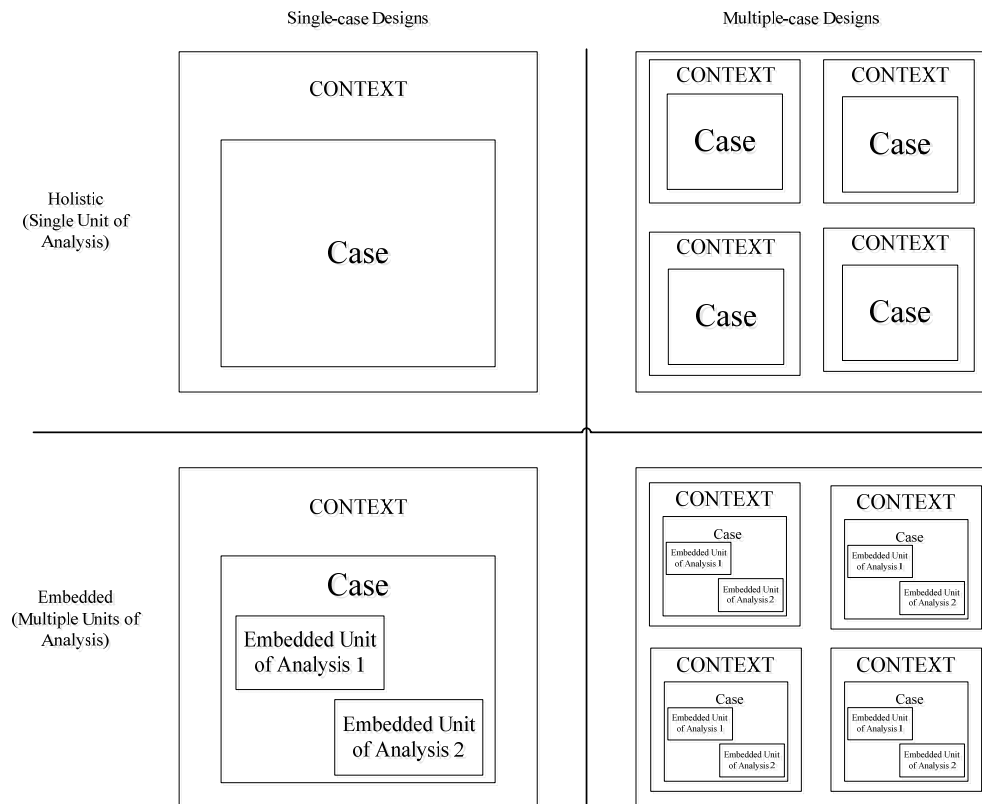 Single-case Designs
Multiple-case Designs
Holistic
(Single Unit of
Analysis)
CONTEXT
Case
CONTEXT
Case
CONTEXT
Case
CONTEXT
Case
CONTEXT
Case
Embedded
(Multiple Units of
Analysis)
CONTEXT
Case
Embedded Unit
of Analysis 1
Embedded Unit
of Analysis 2
CONTEXT
Case
Embedded Unit
of Analysis 1
Embedded Unit
of Analysis 2
CONTEXT
Case
Embedded Unit
of Analysis 1
Embedded Unit
of Analysis 2
CONTEXT
Case
Embedded Unit
of Analysis 1
Embedded Unit
of Analysis 2
CONTEXT
Case
Embedded Unit
of Analysis 1
Embedded Unit
of Analysis 2